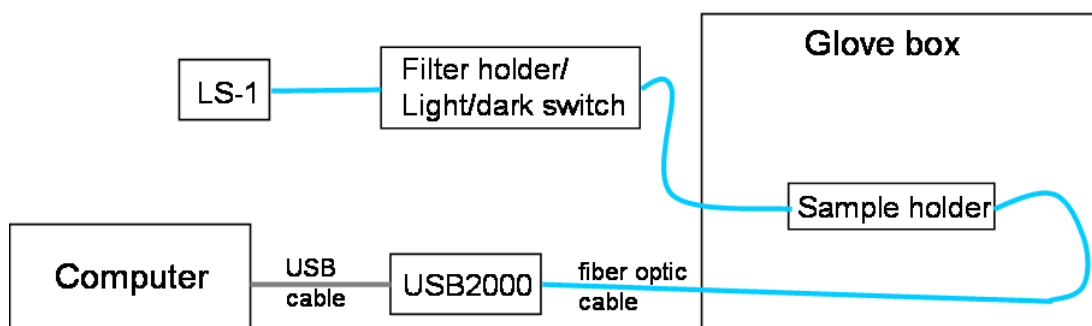 Glove box
LS-1
Filter holder/
Light/dark switch
Sample holder
Computer
USB
cable
USB2000
fiber optic
cable